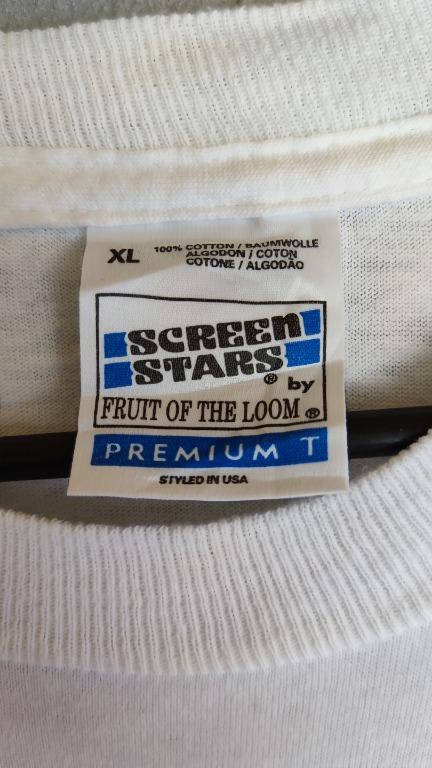 XL
100% COTTON / BAUMWOLLE
ALGODON / COTON
COTONE / ALGODÃO
SCREEN
STARS ®
by
FRUIT OF THE LOOM ®
PREMIUM T
STYLED IN USA